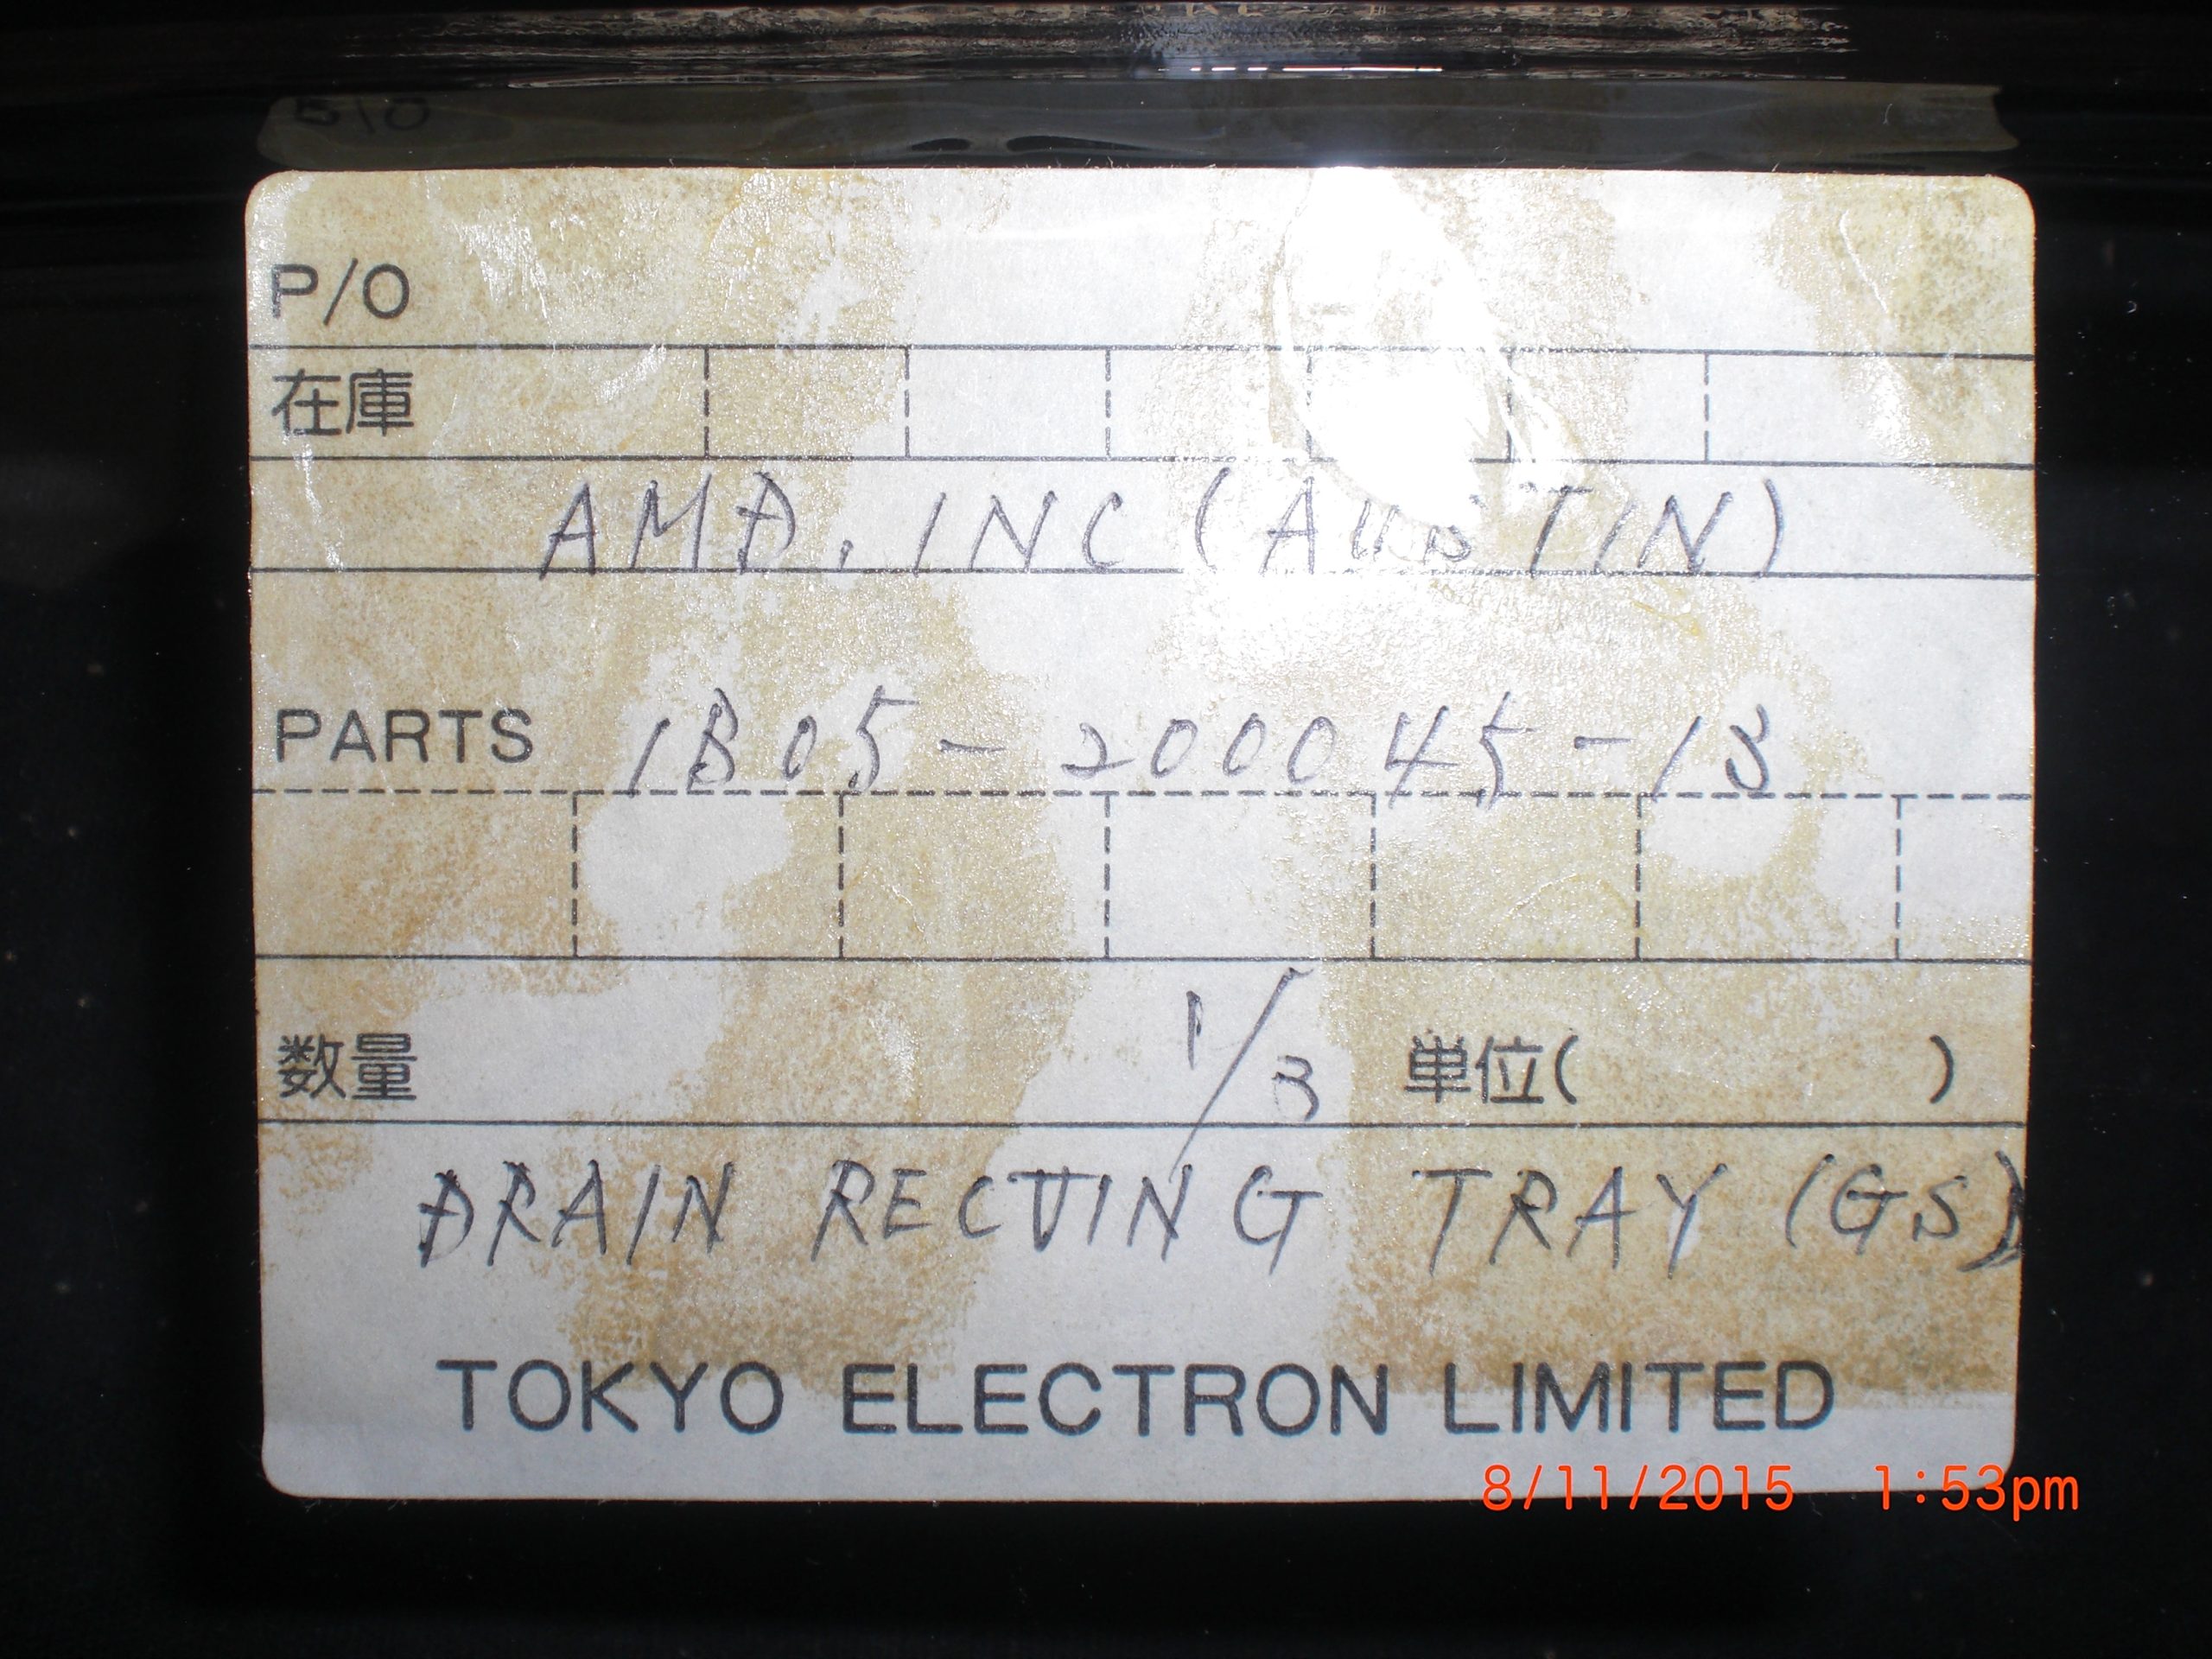 P/O
在庫
AMD, INC (AUSTIN)
PARTS 1B05-200045-13
数量 1/3 単位( )
DRAIN RECVING TRAY (GS)
TOKYO ELECTRON LIMITED
8/11/2015 1:53pm